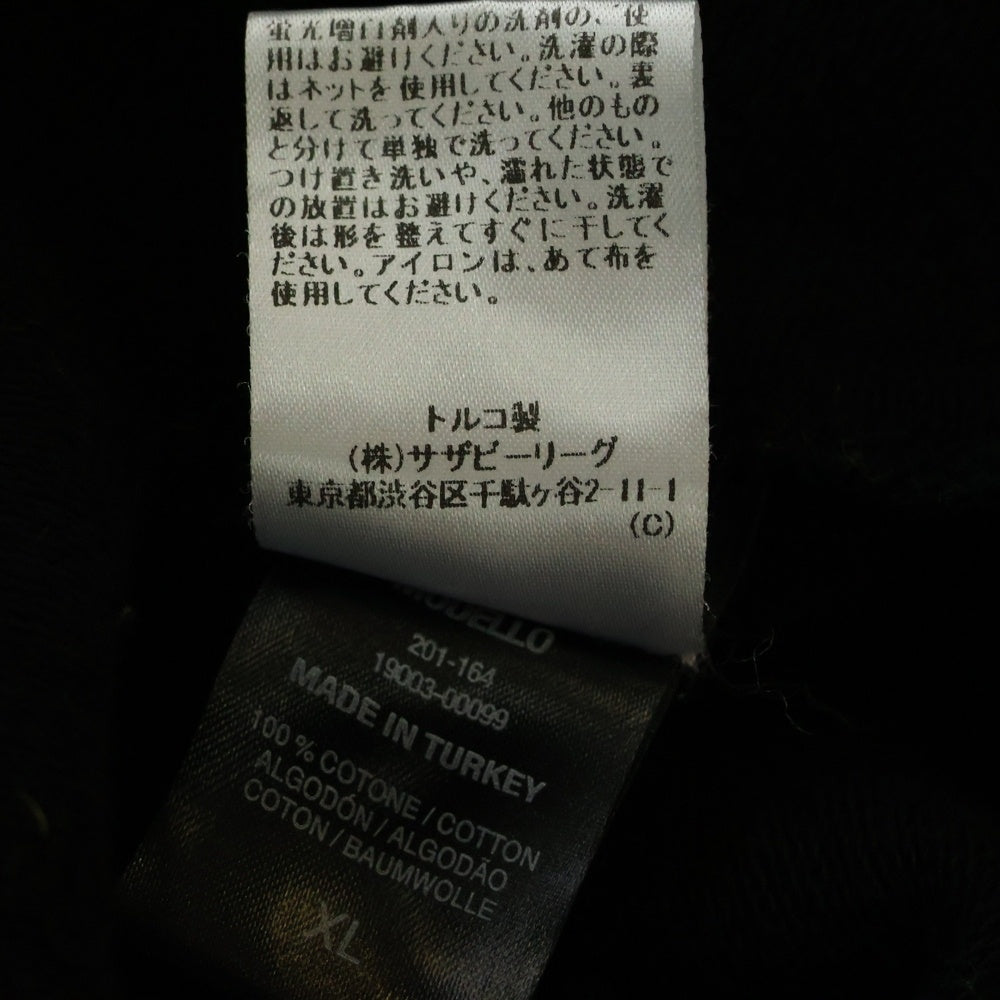 蛍光増白剤入りの洗剤の、ご使
用はお避けください。洗濯の際
はネットを使用してください。裏
返して洗ってください。他のもの
と分けて単独で洗ってください。
つけ置き洗いや、濡れた状態で
の放置はお避けください。洗濯
後は形を整えてすぐに干してく
ださい。アイロンは、あて布を
使用してください。
トルコ製
(株)サザビーリーグ
東京都渋谷区千駄ヶ谷2-11-1
(C)
MODELLO
201-164
19003-00099
MADE IN TURKEY
100 % COTONE / COTTON
ALGODÓN / ALGODÃO
COTON / BAUMWOLLE
XL